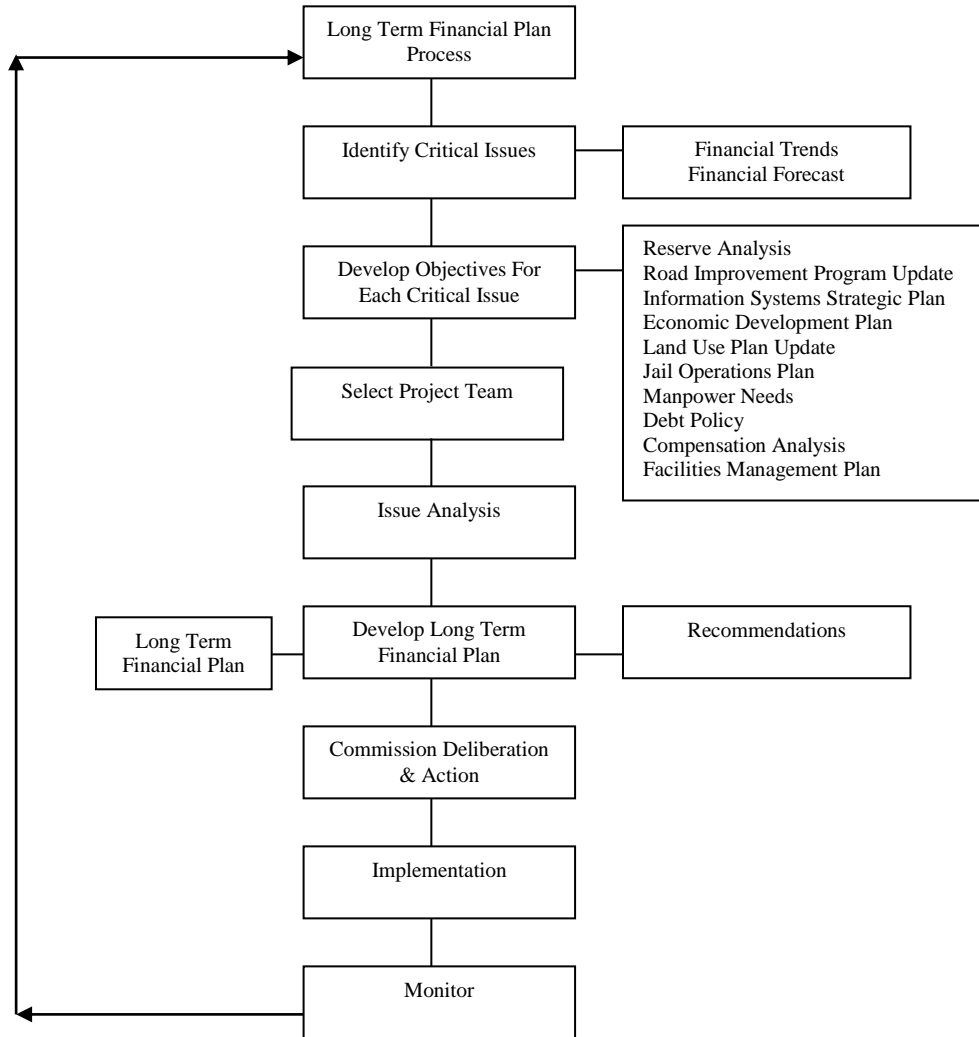 Long Term Financial Plan
Process
Identify Critical Issues
Financial Trends
Financial Forecast
Develop Objectives For
Each Critical Issue
Reserve Analysis
Road Improvement Program Update
Information Systems Strategic Plan
Economic Development Plan
Land Use Plan Update
Jail Operations Plan
Manpower Needs
Debt Policy
Compensation Analysis
Facilities Management Plan
Select Project Team
Issue Analysis
Long Term
Financial Plan
Develop Long Term
Financial Plan
Recommendations
Commission Deliberation
& Action
Implementation
Monitor